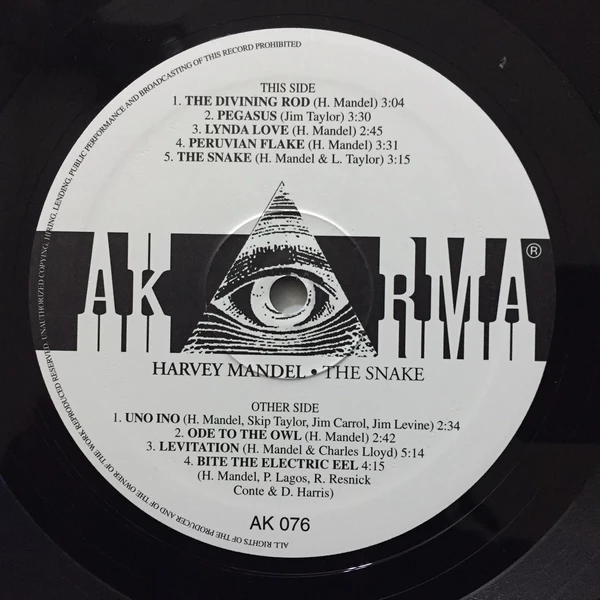 UNAUTHORIZED COPYING, HIRING, LENDING, PUBLIC PERFORMANCE AND BROADCASTING OF THIS RECORD PROHIBITED
THIS SIDE
1. THE DIVINING ROD (H. Mandel) 3:04
2. PEGASUS (Jim Taylor) 3:30
3. LYNDA LOVE (H. Mandel) 2:45
4. PERUVIAN FLAKE (H. Mandel) 3:31
5. THE SNAKE (H. Mandel & L. Taylor) 3:15
AK RMA®
HARVEY MANDEL • THE SNAKE
OTHER SIDE
1. UNO INO (H. Mandel, Skip Taylor, Jim Carrol, Jim Levine) 2:34
2. ODE TO THE OWL (H. Mandel) 2:42
3. LEVITATION (H. Mandel & Charles Lloyd) 5:14
4. BITE THE ELECTRIC EEL 4:15
(H. Mandel, P. Lagos, R. Resnick
Conte & D. Harris)
AK 076
ALL RIGHTS OF THE PRODUCER AND OF THE OWNER OF THE WORK REPRODUCED RESERVED.